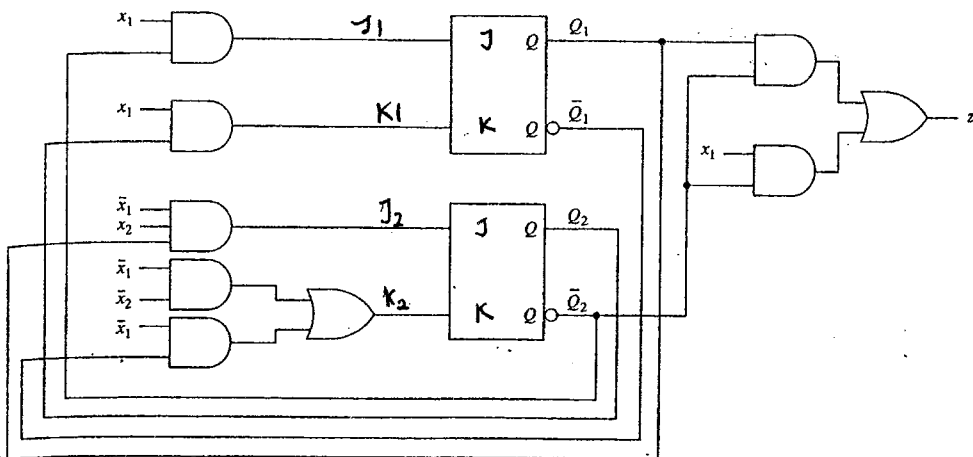 x₁ J1 J Q Q₁
x₁ K1 K Q Q̄₁
x₁ z
x̄₁
x₂ J₂ J Q Q₂
x̄₁
x̄₂ K₂ K Q Q̄₂
x̄₁